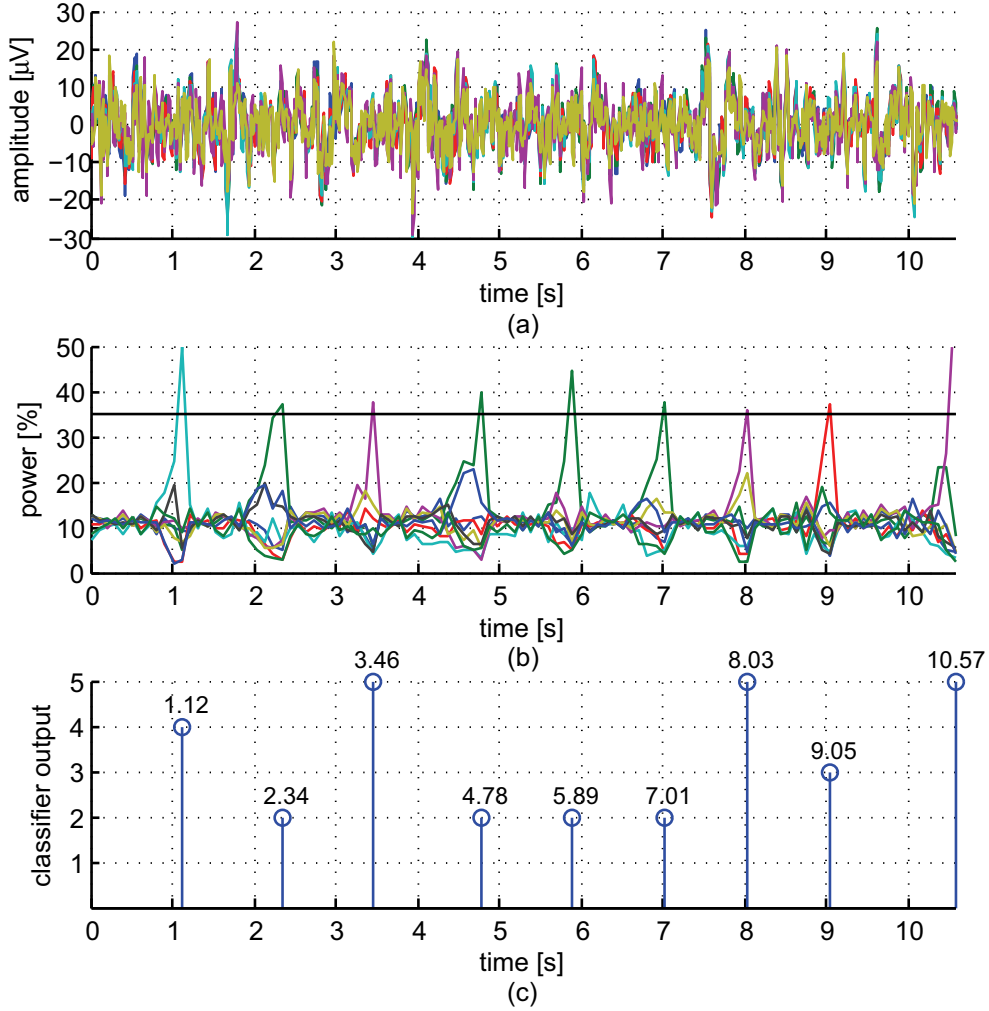 30
20
10
0
−10
−20
−30
amplitude [µV]
0 1 2 3 4 5 6 7 8 9 10
time [s]
(a)
50
40
30
20
10
0
power [%]
0 1 2 3 4 5 6 7 8 9 10
time [s]
(b)
5
4
3
2
1
classifier output
1.12
2.34
3.46
4.78
5.89
7.01
8.03
9.05
10.57
0 1 2 3 4 5 6 7 8 9 10
time [s]
(c)